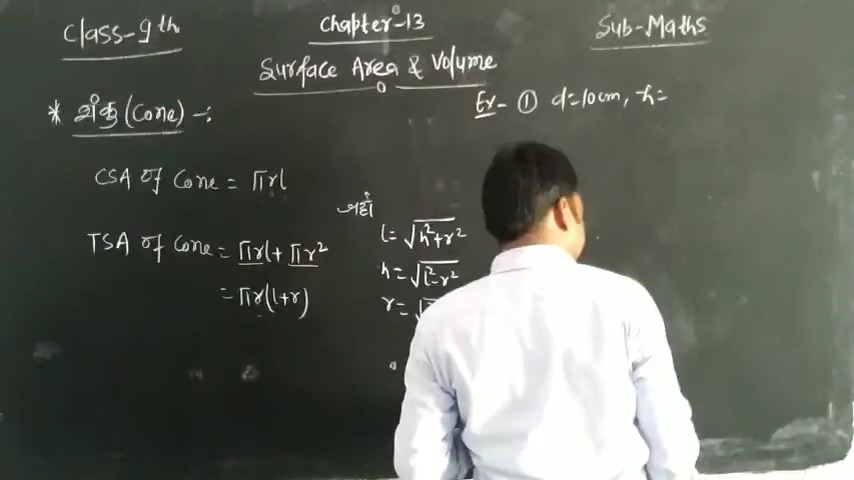 Class-9th
Chapter-13
Sub-Maths
Surface Area & Volume
* शंकु (Cone) -:
Ex- ① d=10cm, h=
CSA of Cone = πrl
TSA of Cone = πrl + πr²
= πr(l+r)
जहाँ
l = √h²+r²
h = √l²-r²
r = √